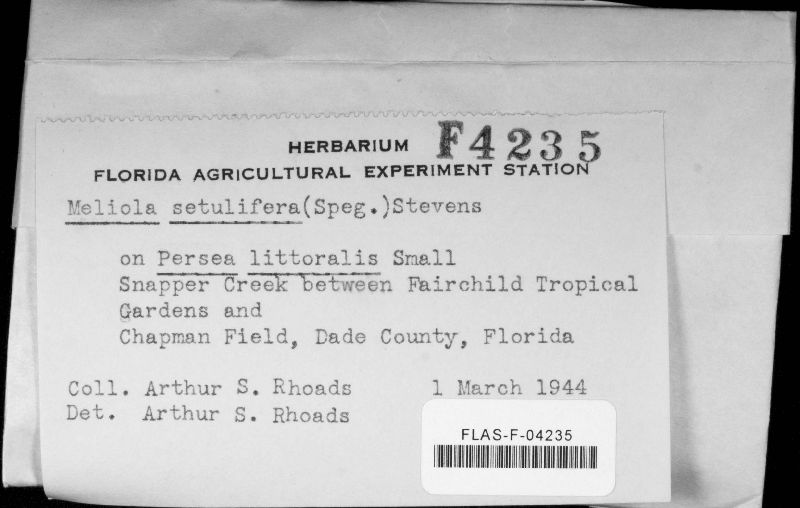 HERBARIUM F4235
FLORIDA AGRICULTURAL EXPERIMENT STATION
Meliola setulifera(Speg.)Stevens
on Persea littoralis Small
Snapper Creek between Fairchild Tropical
Gardens and
Chapman Field, Dade County, Florida
Coll. Arthur S. Rhoads 1 March 1944
Det. Arthur S. Rhoads
FLAS-F-04235